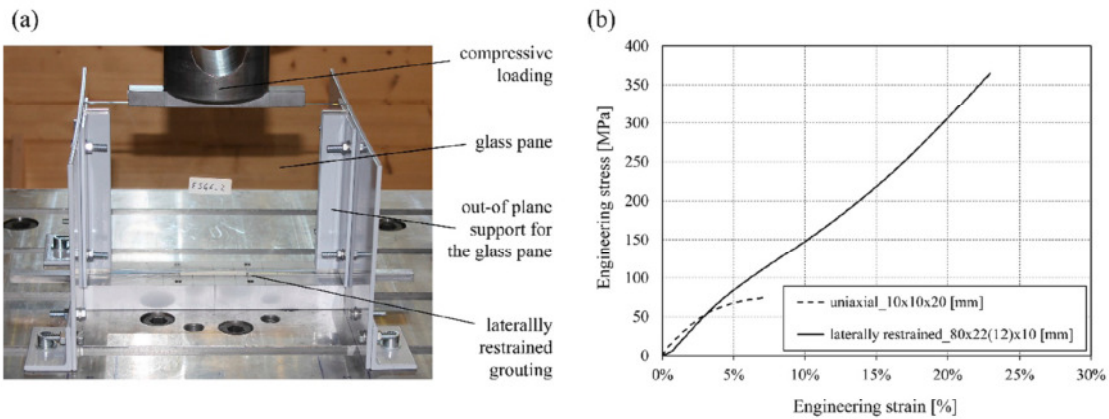 (a)
compressive
loading
glass pane
FSG6.2
out-of plane
support for
the glass pane
laterallly
restrained
grouting
(b)
Engineering stress [MPa]
400
350
300
250
200
150
100
50
0
uniaxial_10x10x20 [mm]
laterally restrained_80x22(12)x10 [mm]
0% 5% 10% 15% 20% 25% 30%
Engineering strain [%]